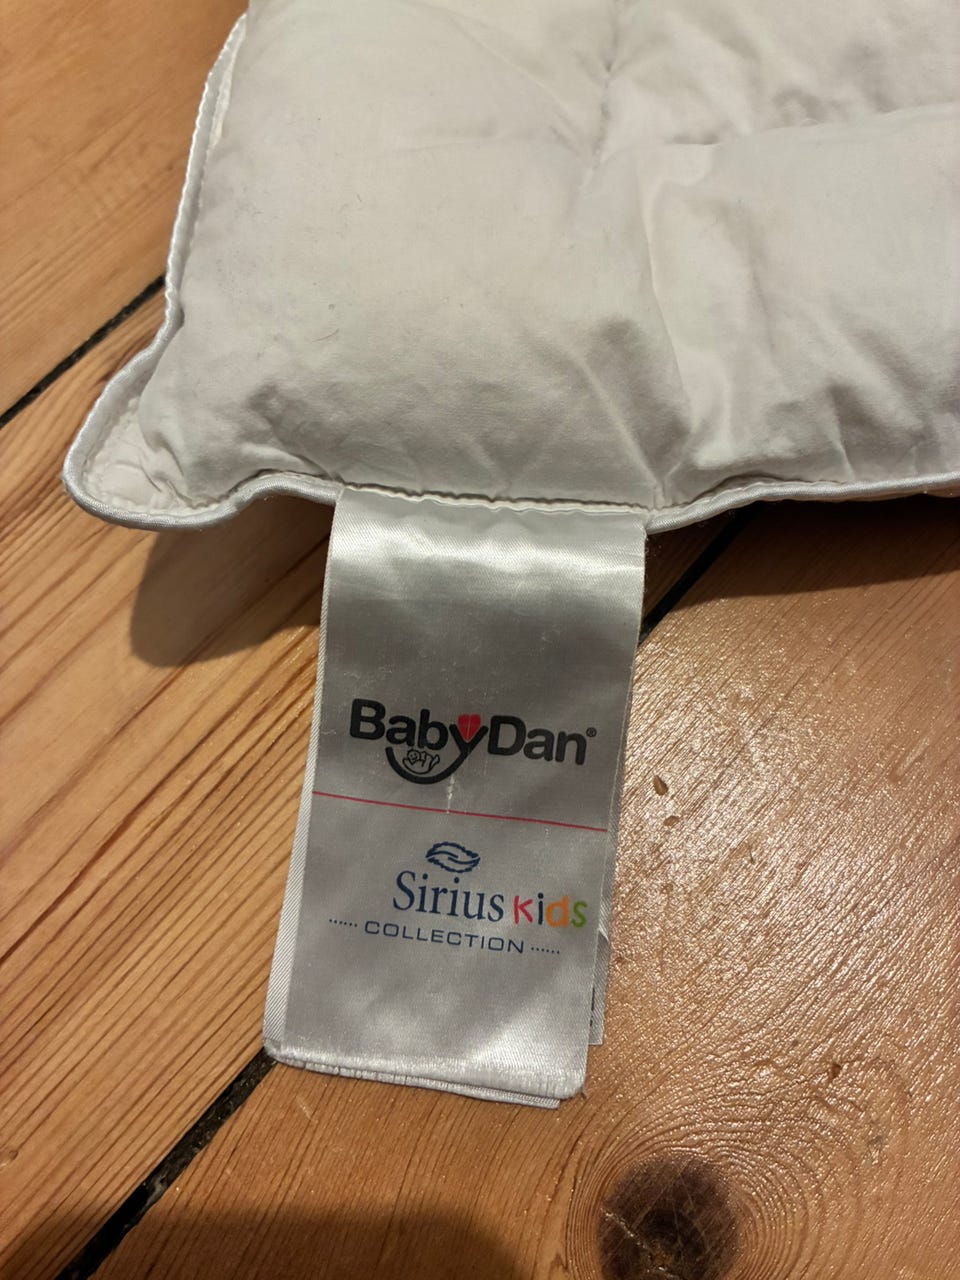 BabyDan®
Sirius Kids
...... COLLECTION ......